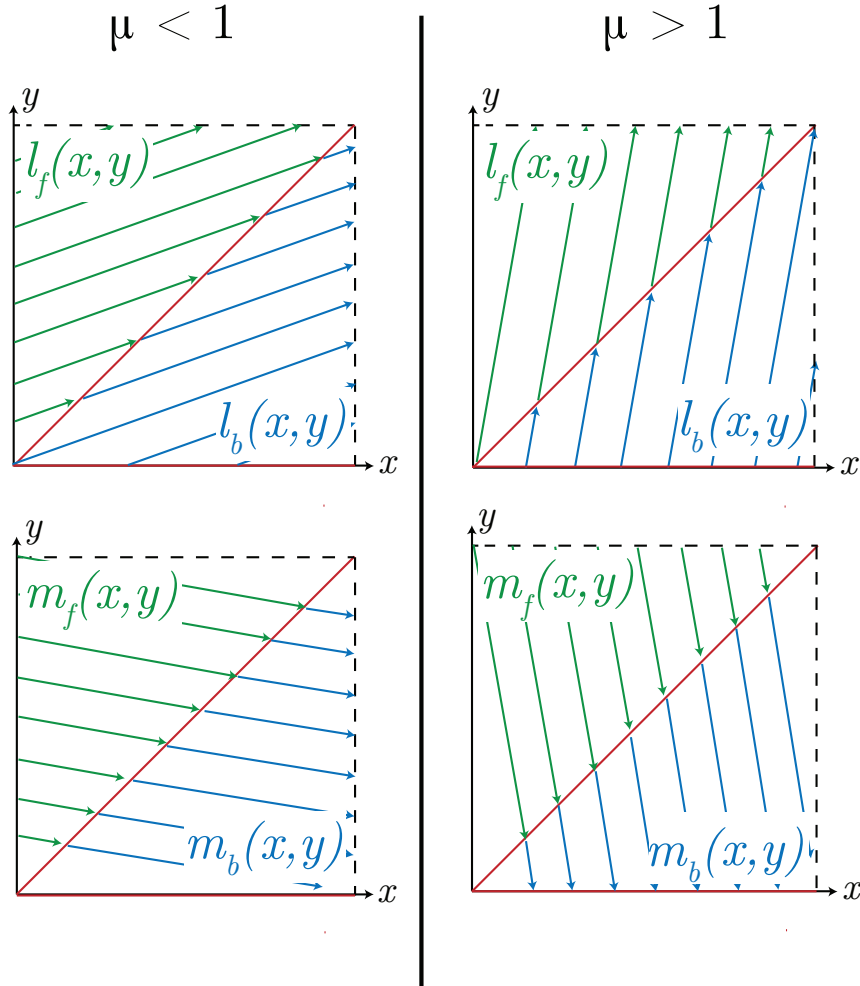 μ < 1
μ > 1
y
l_f(x,y)
l_b(x,y)
x
y
l_f(x,y)
l_b(x,y)
x
y
m_f(x,y)
m_b(x,y)
x
y
m_f(x,y)
m_b(x,y)
x